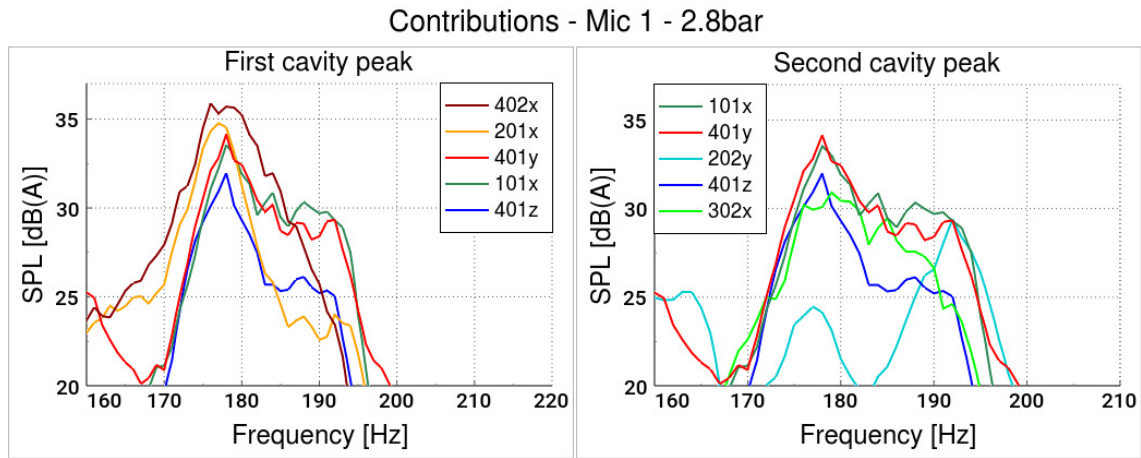 Contributions - Mic 1 - 2.8bar
First cavity peak
SPL [dB(A)]
35
30
25
20
402x
201x
401y
101x
401z
160 170 180 190 200 210 220
Frequency [Hz]
Second cavity peak
SPL [dB(A)]
35
30
25
20
101x
401y
202y
401z
302x
170 180 190 200 210
Frequency [Hz]